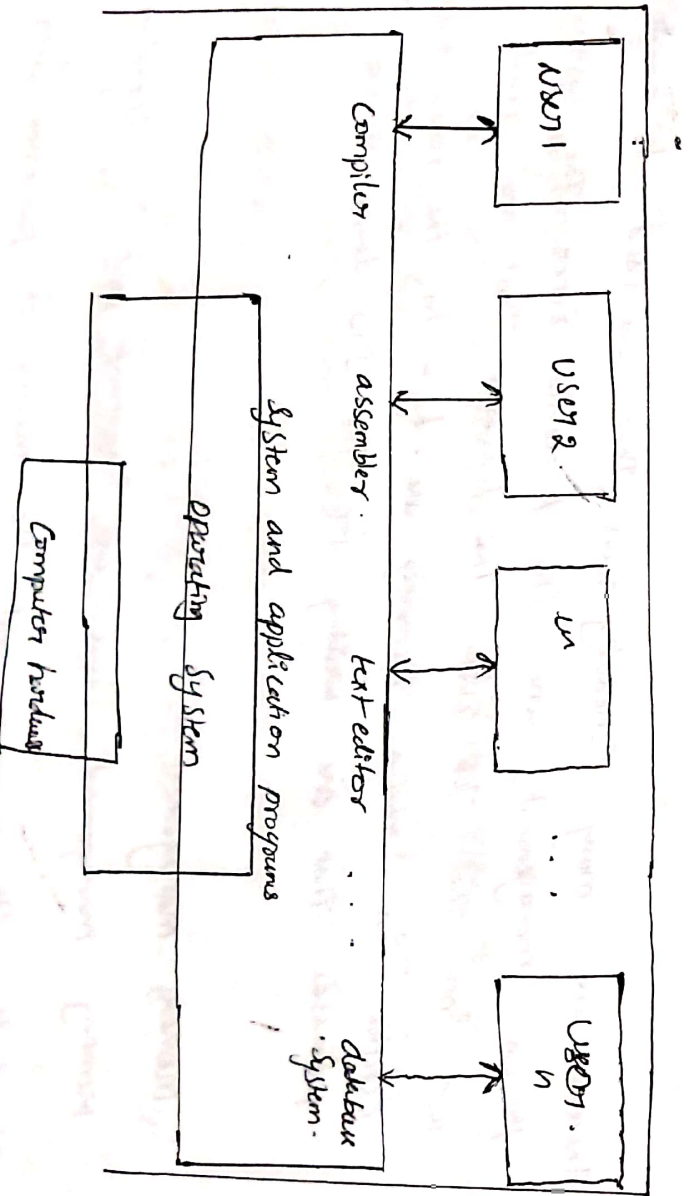 User 1
User 2.
un
. . .
User.
n
Compiler
assembler.
text editor
. . .
database
System.
System and application programs
Operating System
Computer hardware